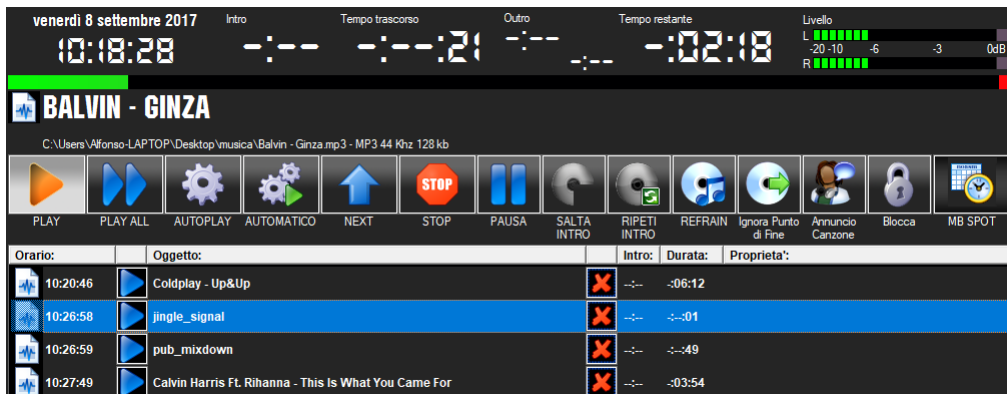 venerdì 8 settembre 2017 Intro Tempo trascorso Outro Tempo restante Livello
10:18:28 -:-- -:--:21 -:-- -:-- -:02:18
L
-20 -10 -6 -3 0dB
R
BALVIN - GINZA
C:\Users\Alfonso-LAPTOP\Desktop\musica\Balvin - Ginza.mp3 - MP3 44 Khz 128 kb
STOP
PLAY PLAY ALL AUTOPLAY AUTOMATICO NEXT STOP PAUSA SALTA INTRO RIPETI INTRO REFRAIN Ignora Punto di Fine Annuncio Canzone Blocca MB SPOT
Orario: Oggetto: Intro: Durata: Proprieta':
10:20:46 Coldplay - Up&Up --:-- -:06:12
10:26:58 jingle_signal --:-- -:--:01
10:26:59 pub_mixdown --:-- -:--:49
10:27:49 Calvin Harris Ft. Rihanna - This Is What You Came For --:-- -:03:54